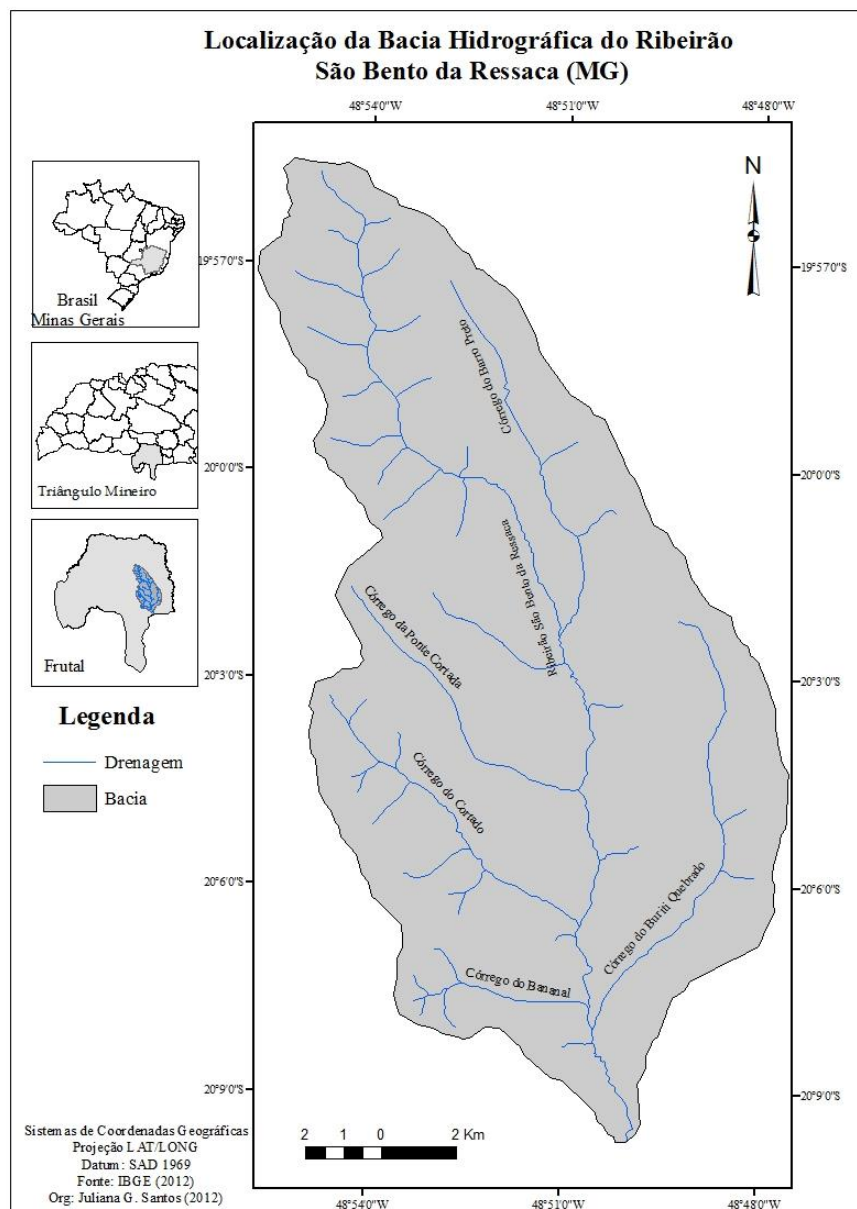 Localização da Bacia Hidrográfica do Ribeirão
São Bento da Ressaca (MG)
48°54'0"W
48°51'0"W
48°48'0"W
N
Brasil
Minas Gerais
Triângulo Mineiro
Frutal
Legenda
Drenagem
Bacia
19°57'0"S
19°57'0"S
20°0'0"S
20°0'0"S
20°3'0"S
20°3'0"S
20°6'0"S
20°6'0"S
20°9'0"S
20°9'0"S
Córrego do Barro Preto
Ribeirão São Bento da Ressaca
Córrego da Ponte Cortada
Córrego do Cortado
Córrego do Buriti Quebrado
Córrego do Bananal
2 1 0 2 Km
Sistemas de Coordenadas Geográficas
Projeção LAT/LONG
Datum: SAD 1969
Fonte: IBGE (2012)
Org: Juliana G. Santos (2012)
48°54'0"W
48°51'0"W
48°48'0"W